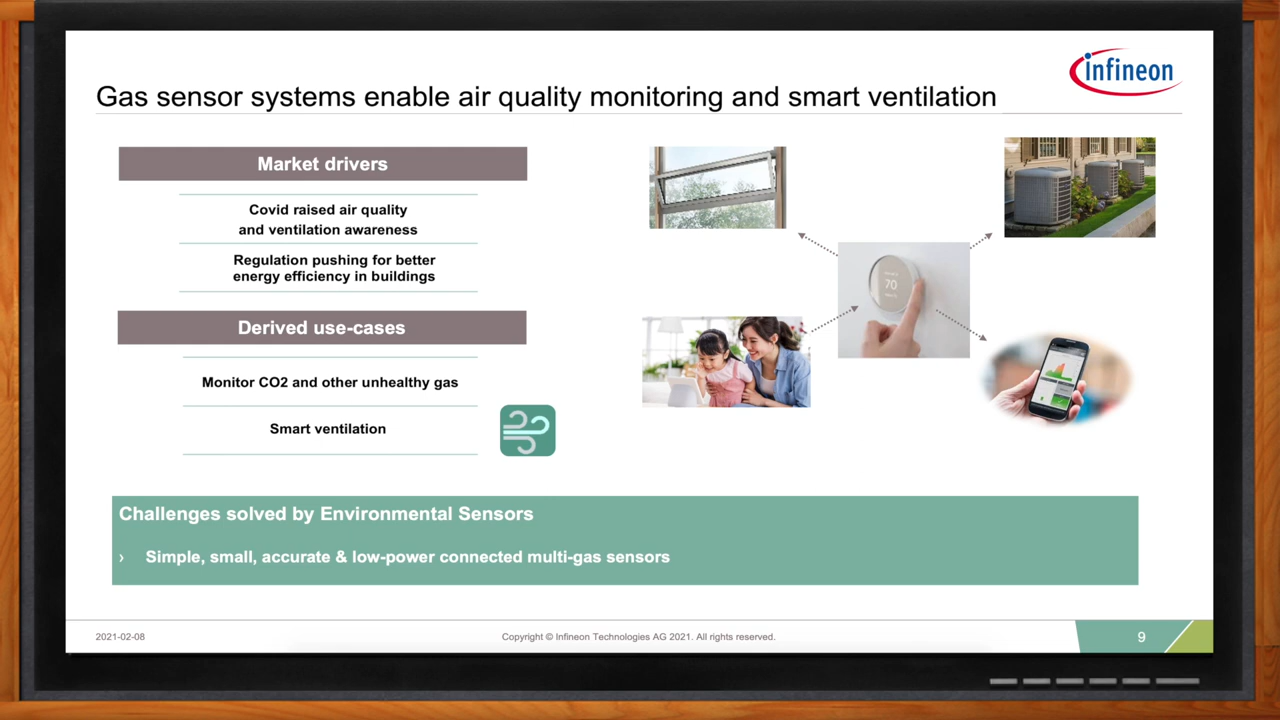 infineon
Gas sensor systems enable air quality monitoring and smart ventilation
Market drivers
Covid raised air quality
and ventilation awareness
Regulation pushing for better
energy efficiency in buildings
Derived use-cases
Monitor CO2 and other unhealthy gas
Smart ventilation
70
Challenges solved by Environmental Sensors
› Simple, small, accurate & low-power connected multi-gas sensors
2021-02-08
Copyright © Infineon Technologies AG 2021. All rights reserved.
9